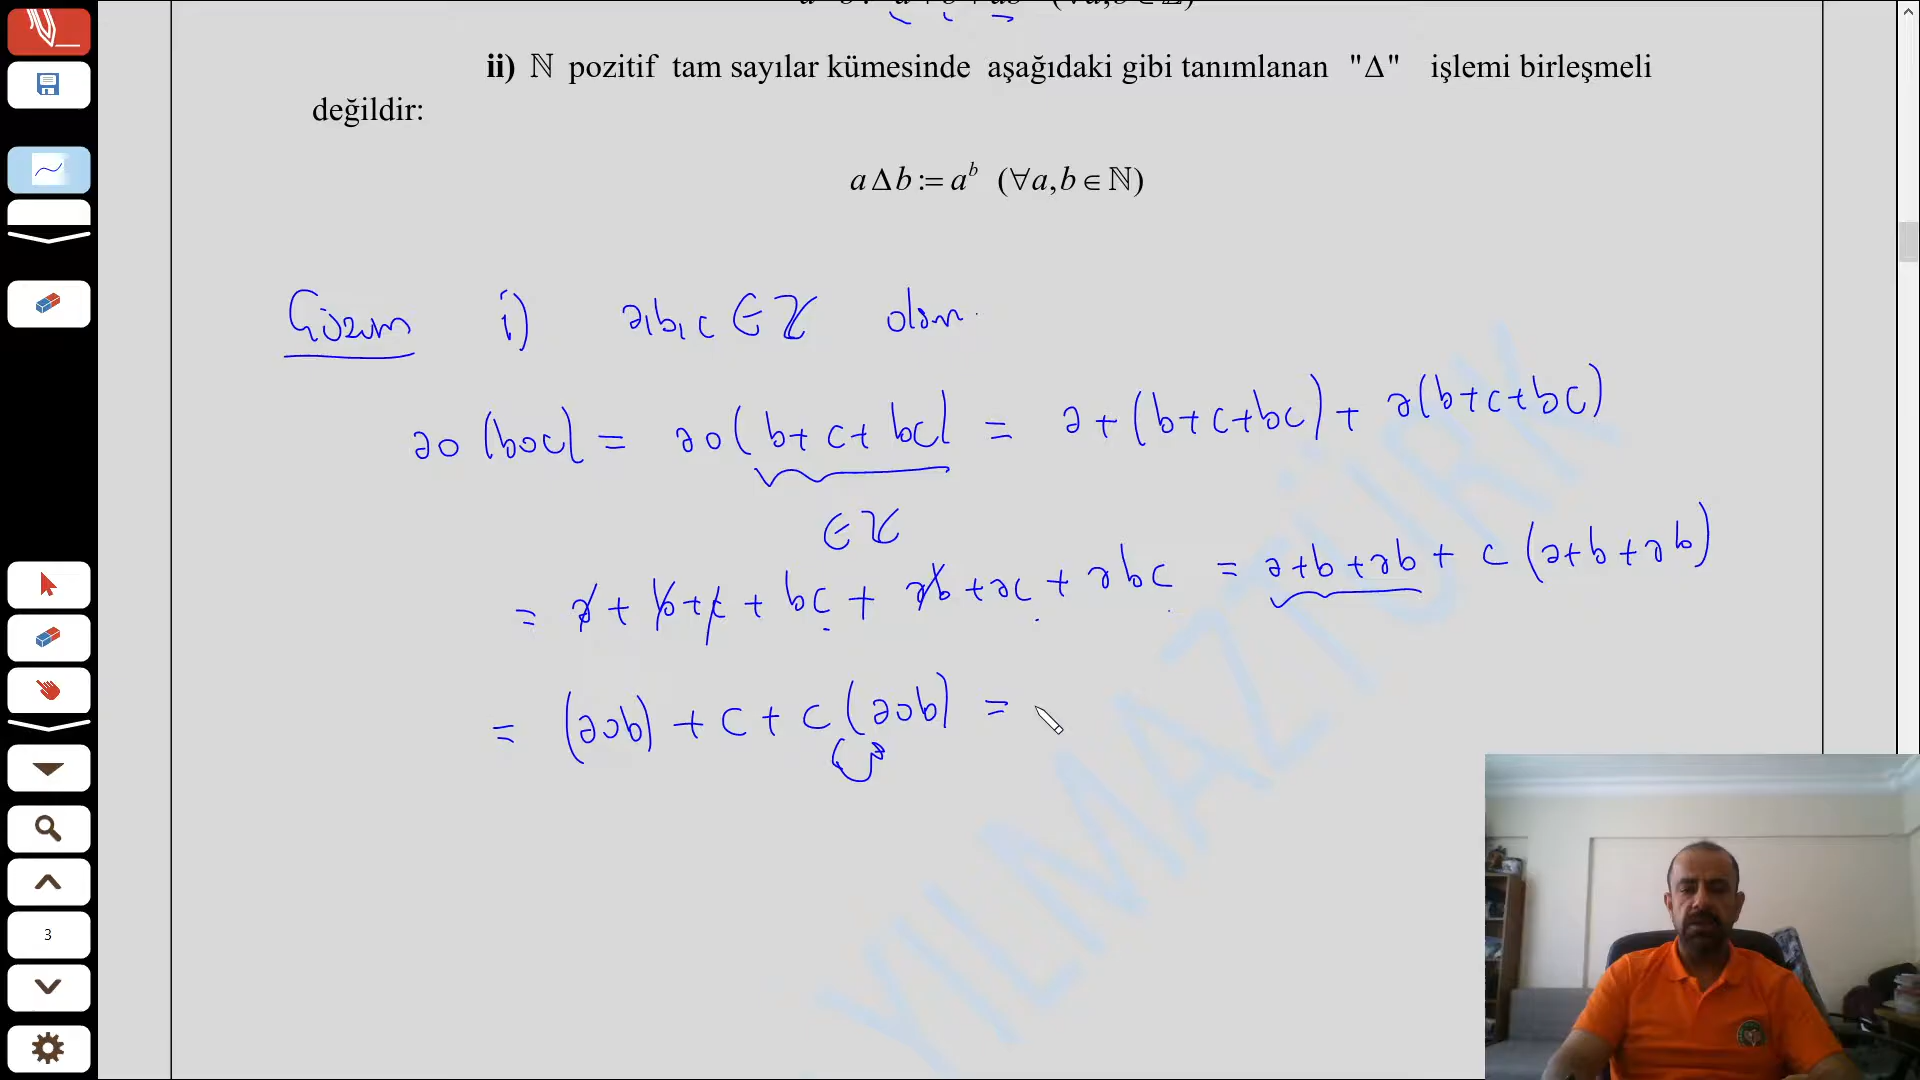 ii) ℕ pozitif tam sayılar kümesinde aşağıdaki gibi tanımlanan "Δ" işlemi birleşmeli
değildir:
a Δ b := a^b (∀a,b ∈ ℕ)
Çözüm i) a,b,c ∈ ℤ olsun.
a∘(b∘c) = a∘(b+c+bc) = a+(b+c+bc)+a(b+c+bc)
∈ ℤ
= a+b+c+bc+ab+ac+abc = a+b+ab+c(a+b+ab)
= (a∘b)+c+c(a∘b) =
YILMAZTÜRK
3